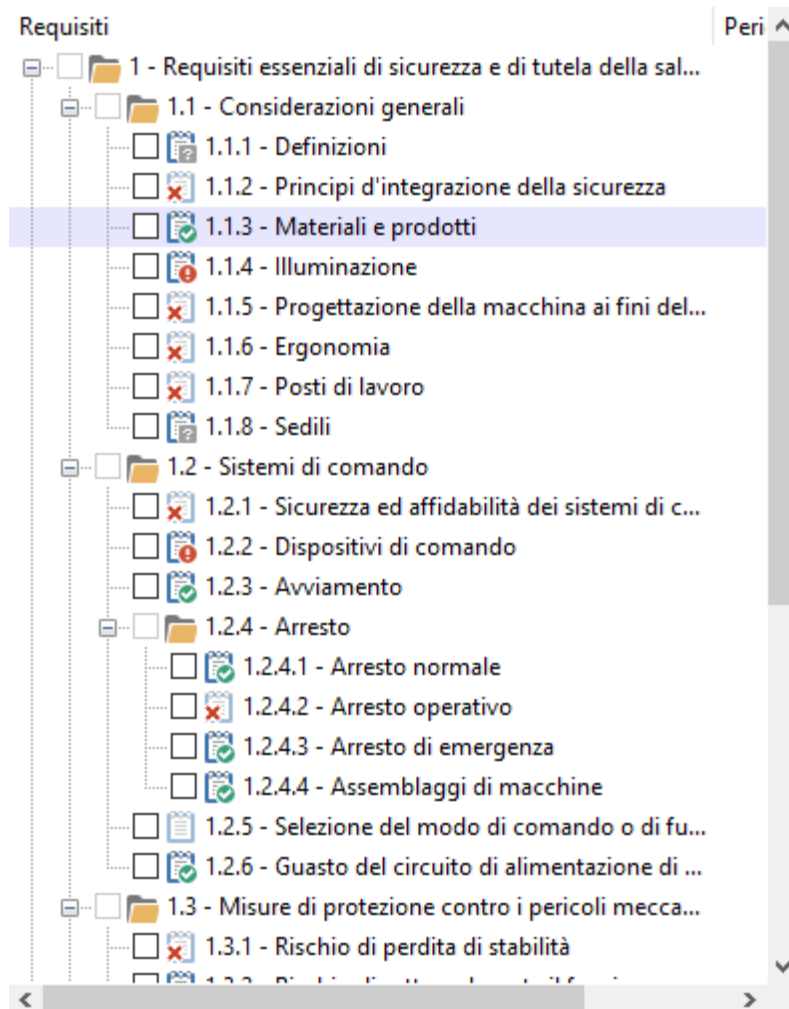 Requisiti Peri
1 - Requisiti essenziali di sicurezza e di tutela della sal...
1.1 - Considerazioni generali
1.1.1 - Definizioni
1.1.2 - Principi d'integrazione della sicurezza
1.1.3 - Materiali e prodotti
1.1.4 - Illuminazione
1.1.5 - Progettazione della macchina ai fini del...
1.1.6 - Ergonomia
1.1.7 - Posti di lavoro
1.1.8 - Sedili
1.2 - Sistemi di comando
1.2.1 - Sicurezza ed affidabilità dei sistemi di c...
1.2.2 - Dispositivi di comando
1.2.3 - Avviamento
1.2.4 - Arresto
1.2.4.1 - Arresto normale
1.2.4.2 - Arresto operativo
1.2.4.3 - Arresto di emergenza
1.2.4.4 - Assemblaggi di macchine
1.2.5 - Selezione del modo di comando o di fu...
1.2.6 - Guasto del circuito di alimentazione di ...
1.3 - Misure di protezione contro i pericoli mecca...
1.3.1 - Rischio di perdita di stabilità